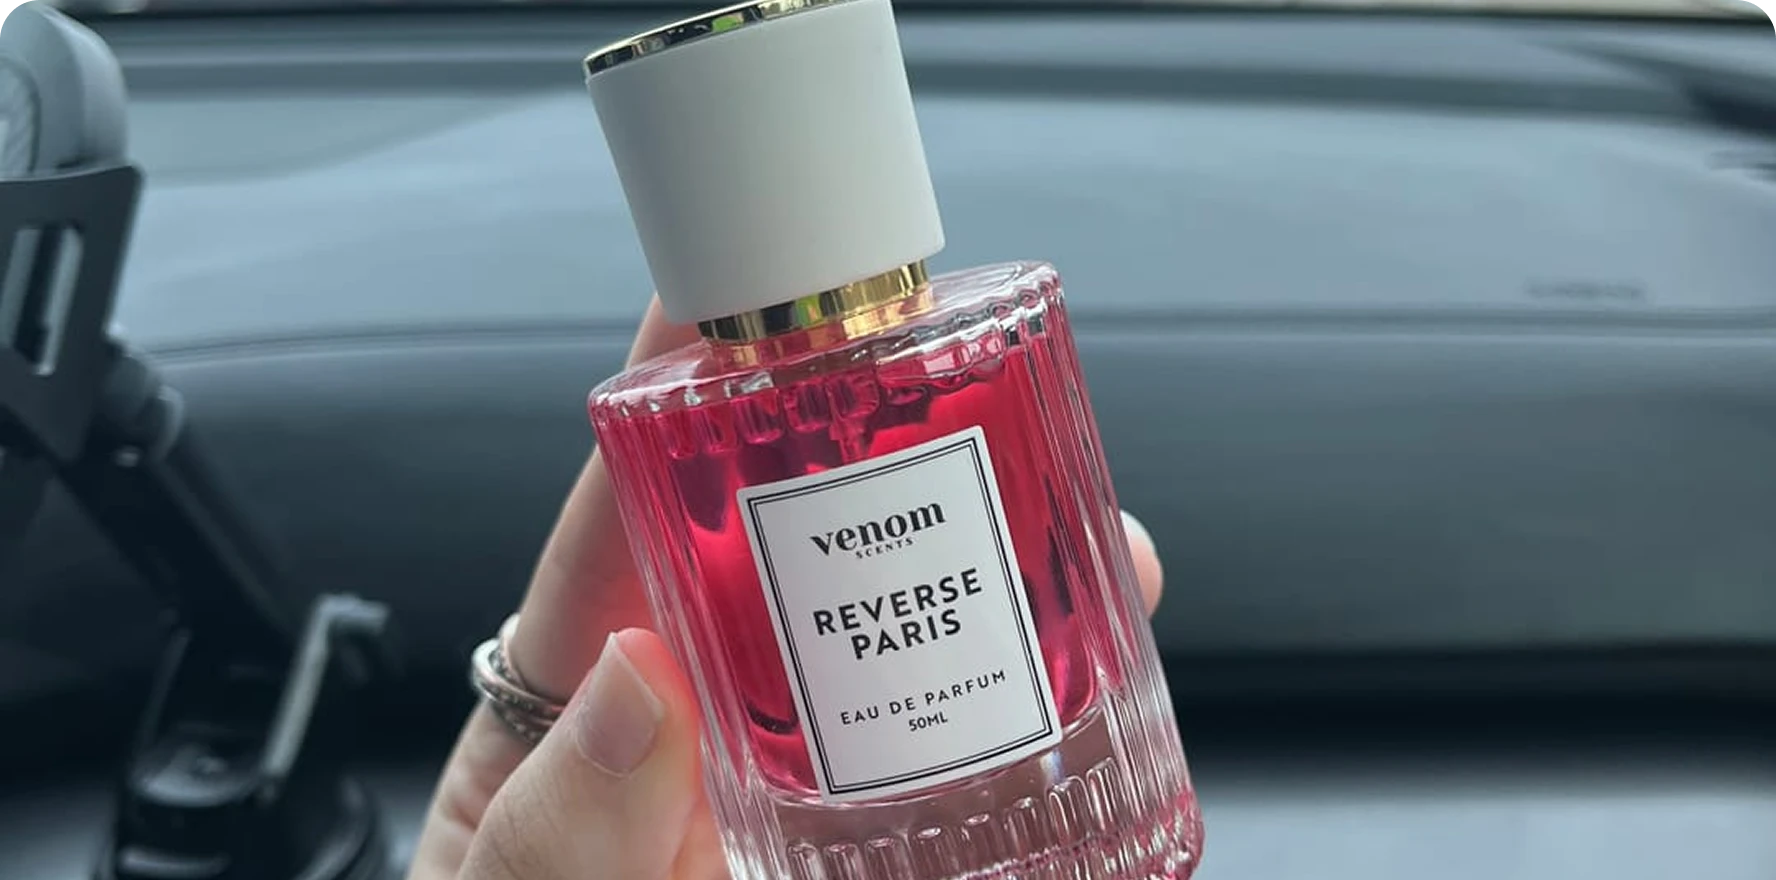 venom
SCENTS
REVERSE
PARIS
EAU DE PARFUM
50ML